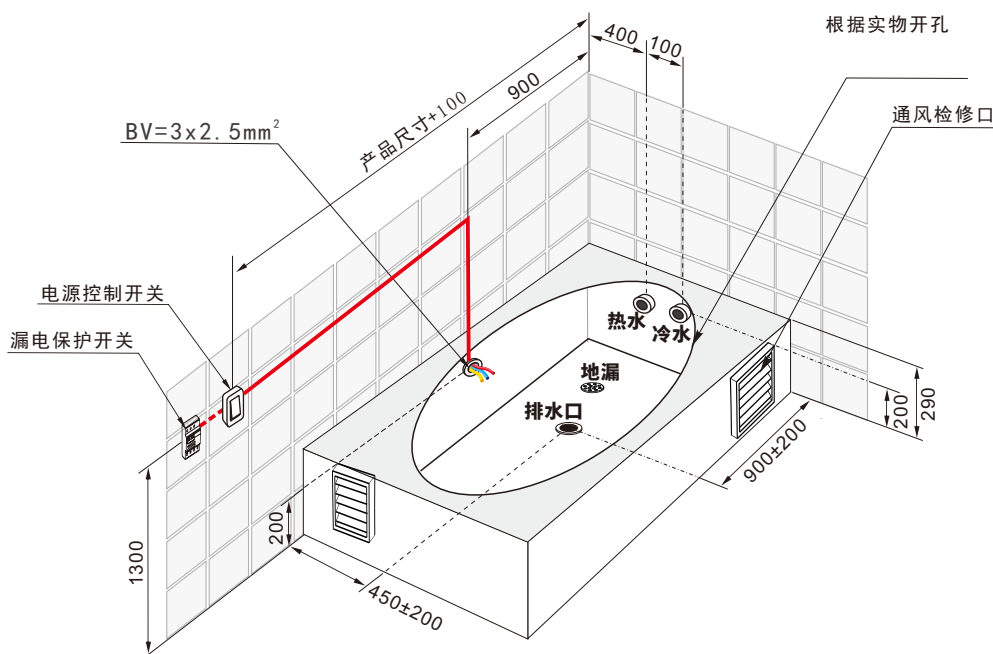 根据实物开孔
400
100
900
产品尺寸+100
通风检修口
BV=3x2.5mm²
电源控制开关
漏电保护开关
热水
冷水
地漏
排水口
200
290
900±200
200
1300
450±200